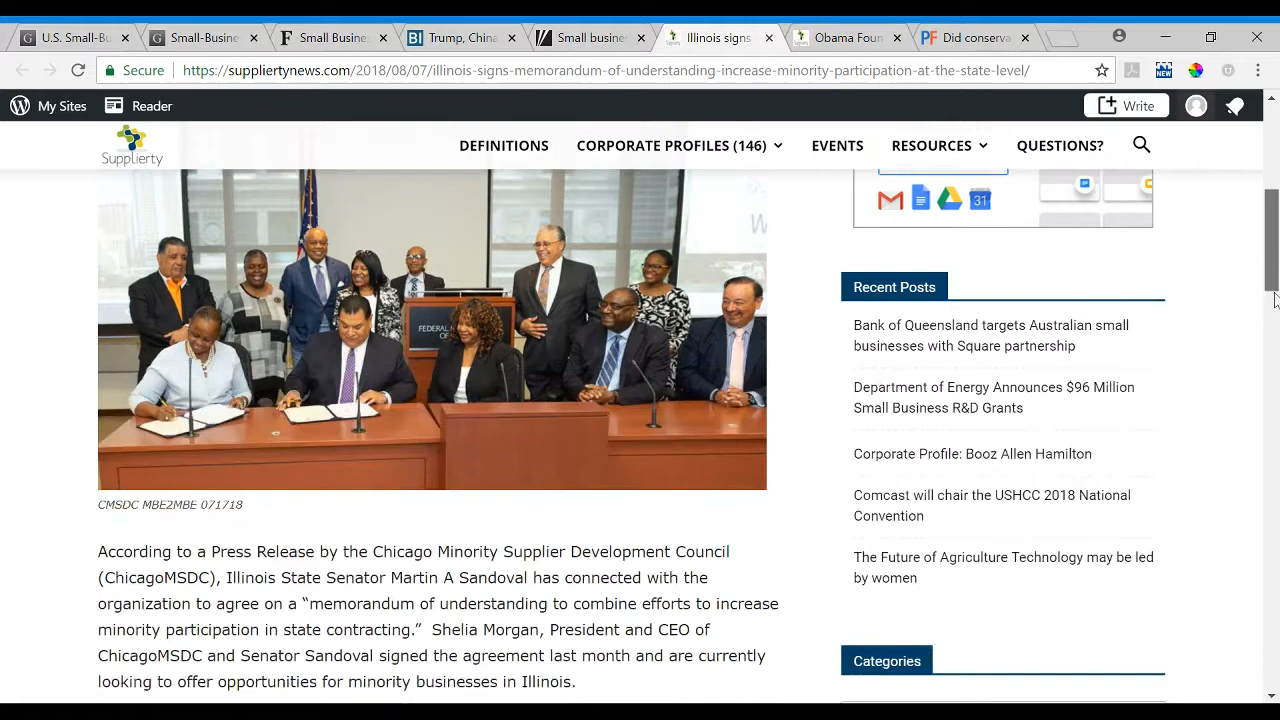 U.S. Small-Bu
Small-Busine
Small Busine
Trump, China
Small busine
Illinois signs
Obama Foun
Did conserva
Secure
https://suppliertynews.com/2018/08/07/illinois-signs-memorandum-of-understanding-increase-minority-participation-at-the-state-level/
My Sites
Reader
Write
Supplierty
DEFINITIONS
CORPORATE PROFILES (146)
EVENTS
RESOURCES
QUESTIONS?
31
FEDERAL
CMSDC MBE2MBE 071718
According to a Press Release by the Chicago Minority Supplier Development Council
(ChicagoMSDC), Illinois State Senator Martin A Sandoval has connected with the
organization to agree on a “memorandum of understanding to combine efforts to increase
minority participation in state contracting.” Shelia Morgan, President and CEO of
ChicagoMSDC and Senator Sandoval signed the agreement last month and are currently
looking to offer opportunities for minority businesses in Illinois.
Recent Posts
Bank of Queensland targets Australian small
businesses with Square partnership
Department of Energy Announces $96 Million
Small Business R&D Grants
Corporate Profile: Booz Allen Hamilton
Comcast will chair the USHCC 2018 National
Convention
The Future of Agriculture Technology may be led
by women
Categories